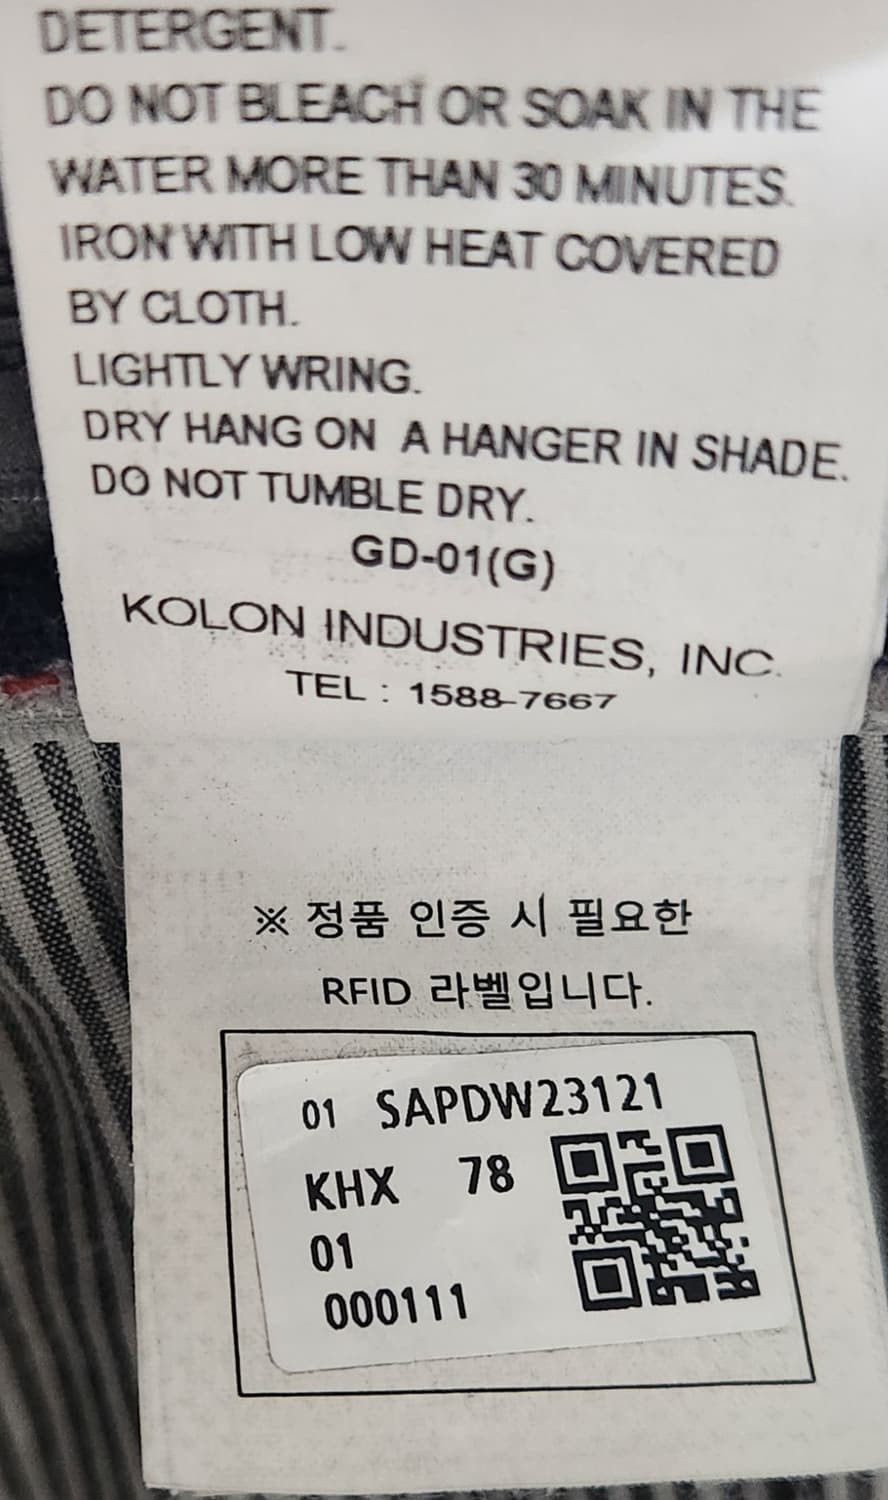 DETERGENT.
DO NOT BLEACH OR SOAK IN THE
WATER MORE THAN 30 MINUTES.
IRON WITH LOW HEAT COVERED
BY CLOTH.
LIGHTLY WRING.
DRY HANG ON A HANGER IN SHADE.
DO NOT TUMBLE DRY.
GD-01(G)
KOLON INDUSTRIES, INC.
TEL : 1588-7667
※ 정품 인증 시 필요한
RFID 라벨입니다.
01 SAPDW23121
KHX 78
01
000111